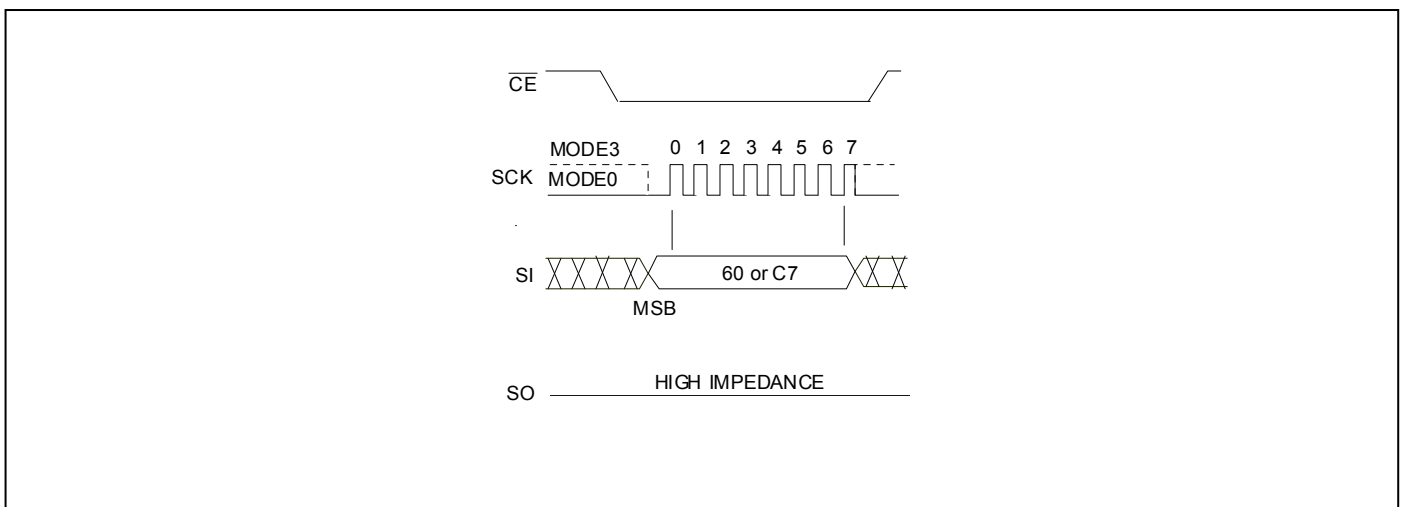 CE
MODE3 0 1 2 3 4 5 6 7
SCK MODE0
SI 60 or C7
MSB
HIGH IMPEDANCE
SO